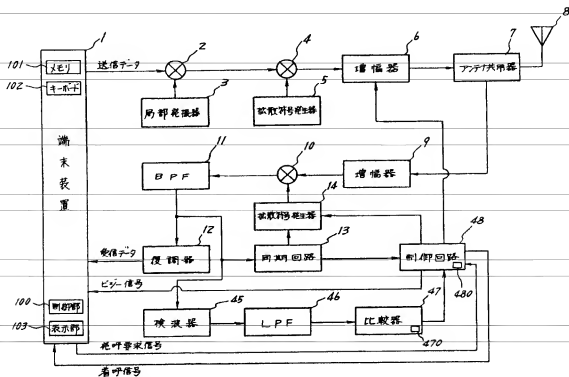 1
2
4
6
7
8
101
メモリ
送信データ
増幅器
アンテナ共用器
102
キーボード
3
5
局部発振器
拡散符号発生器
端末装置
11
10
9
BPF
増幅器
14
拡散符号発生器
12
13
48
受信データ
復調器
同期回路
制御回路
ビジー信号
480
45
46
47
100
制御部
検波器
LPF
比較器
103
表示部
470
発呼要求信号
着呼信号